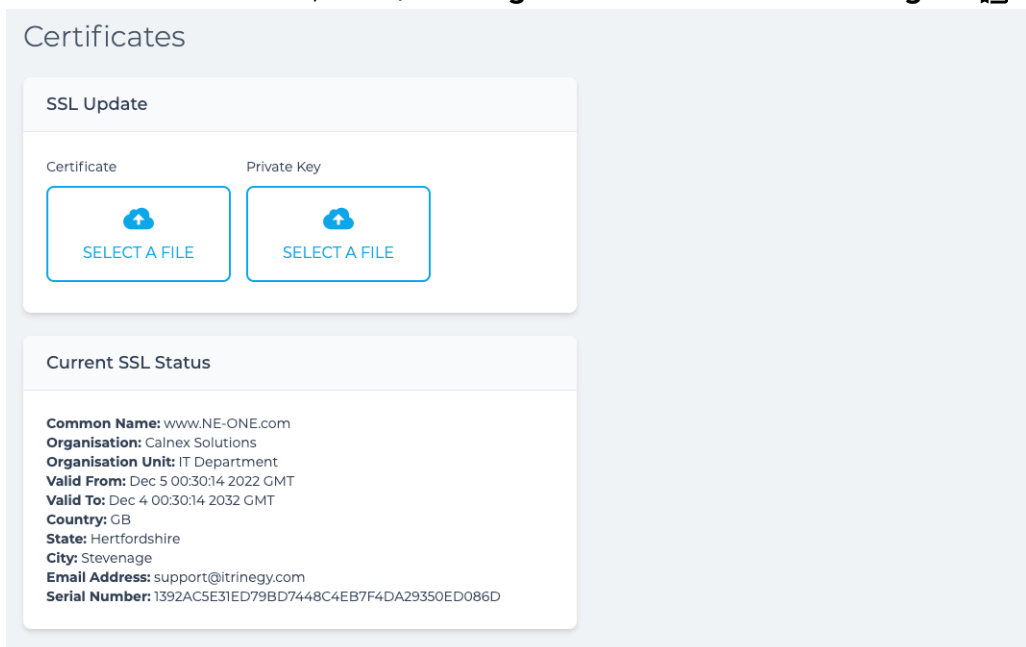 Certificates
SSL Update
Certificate
Private Key
SELECT A FILE
SELECT A FILE
Current SSL Status
Common Name: www.NE-ONE.com
Organisation: Calnex Solutions
Organisation Unit: IT Department
Valid From: Dec 5 00:30:14 2022 GMT
Valid To: Dec 4 00:30:14 2032 GMT
Country: GB
State: Hertfordshire
City: Stevenage
Email Address: support@itrinegy.com
Serial Number: 1392AC5E31ED79BD7448C4EB7F4DA29350ED086D